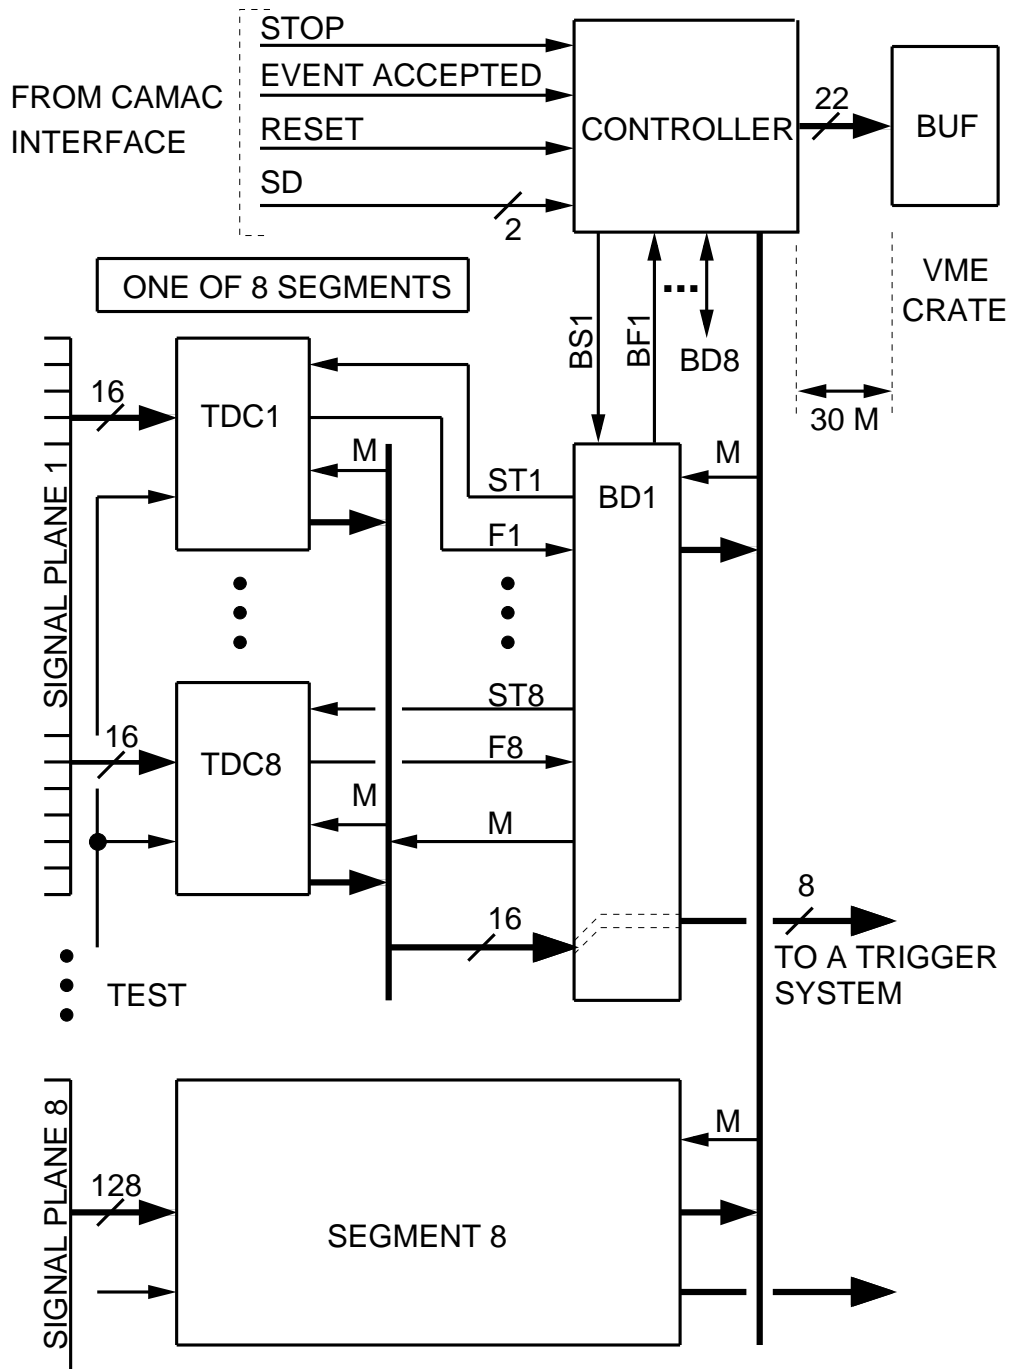 STOP
EVENT ACCEPTED
RESET
SD
2
FROM CAMAC
INTERFACE
CONTROLLER
22
BUF
VME
CRATE
30 M
ONE OF 8 SEGMENTS
BS1
BF1
...
BD8
SIGNAL PLANE 1
16
TDC1
M
ST1
F1
BD1
M
16
TDC8
ST8
F8
M
M
16
8
TO A TRIGGER
SYSTEM
TEST
SIGNAL PLANE 8
128
SEGMENT 8
M